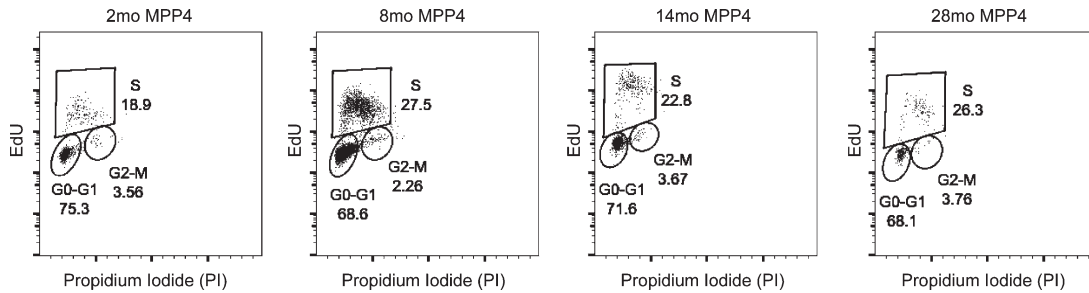 2mo MPP4
S
18.9
G2-M
3.56
G0-G1
75.3
EdU
Propidium Iodide (PI)
8mo MPP4
S
27.5
G2-M
2.26
G0-G1
68.6
EdU
Propidium Iodide (PI)
14mo MPP4
S
22.8
G2-M
3.67
G0-G1
71.6
EdU
Propidium Iodide (PI)
28mo MPP4
S
26.3
G2-M
3.76
G0-G1
68.1
EdU
Propidium Iodide (PI)